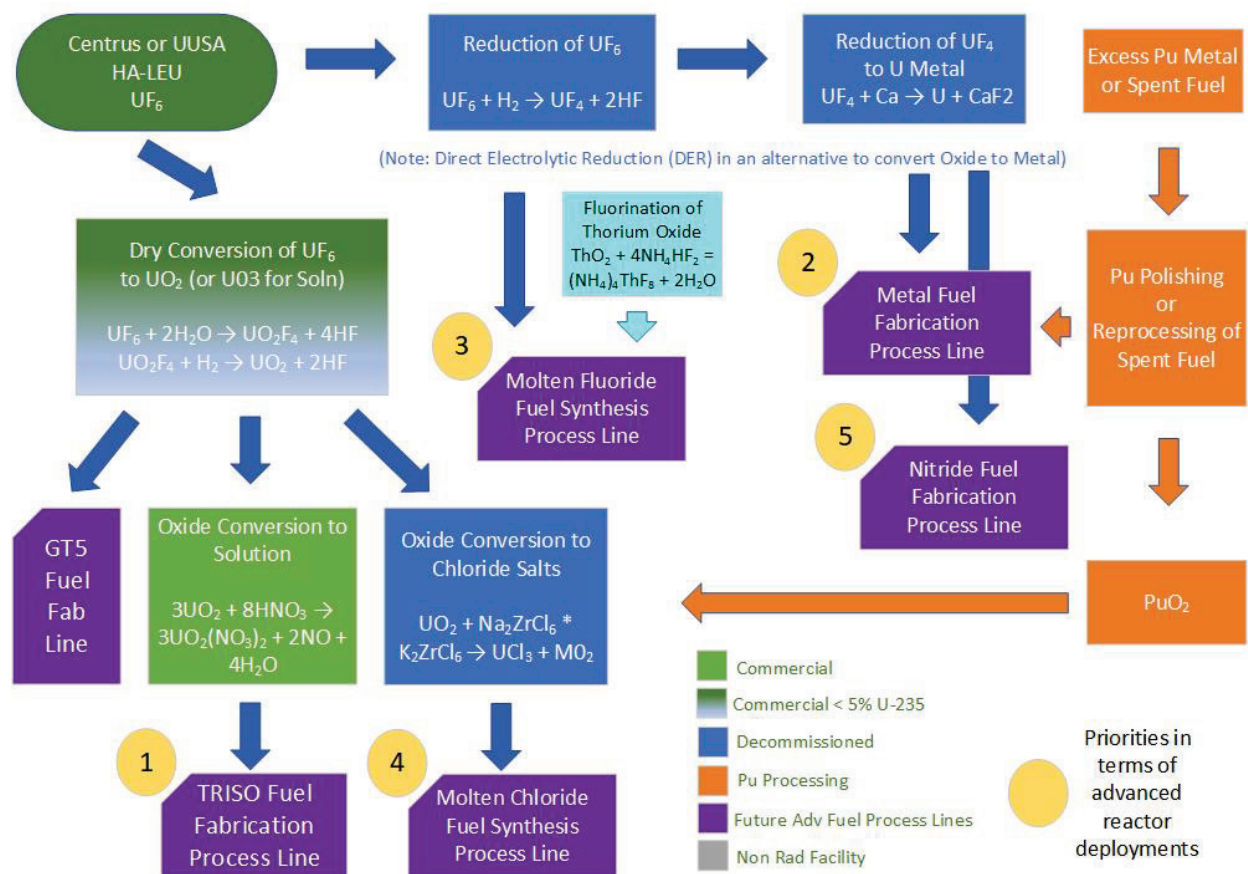 Centrus or UUSA
HA-LEU
UF₆
Reduction of UF₆
UF₆ + H₂ → UF₄ + 2HF
Reduction of UF₄
to U Metal
UF₄ + Ca → U + CaF2
Excess Pu Metal
or Spent Fuel
(Note: Direct Electrolytic Reduction (DER) in an alternative to convert Oxide to Metal)
Dry Conversion of UF₆
to UO₂ (or U03 for Soln)
UF₆ + 2H₂O → UO₂F₄ + 4HF
UO₂F₄ + H₂ → UO₂ + 2HF
Fluorination of
Thorium Oxide
ThO₂ + 4NH₄HF₂ =
(NH₄)₄ThF₈ + 2H₂O
2
Metal Fuel
Fabrication
Process Line
Pu Polishing
or
Reprocessing of
Spent Fuel
3
Molten Fluoride
Fuel Synthesis
Process Line
5
Nitride Fuel
Fabrication
Process Line
GT5
Fuel
Fab
Line
Oxide Conversion to
Solution
3UO₂ + 8HNO₃ →
3UO₂(NO₃)₂ + 2NO +
4H₂O
Oxide Conversion to
Chloride Salts
UO₂ + Na₂ZrCl₆ *
K₂ZrCl₆ → UCl₃ + M0₂
PuO₂
1
TRISO Fuel
Fabrication
Process Line
4
Molten Chloride
Fuel Synthesis
Process Line
Commercial
Commercial < 5% U-235
Decommissioned
Pu Processing
Future Adv Fuel Process Lines
Non Rad Facility
Priorities in
terms of
advanced
reactor
deployments